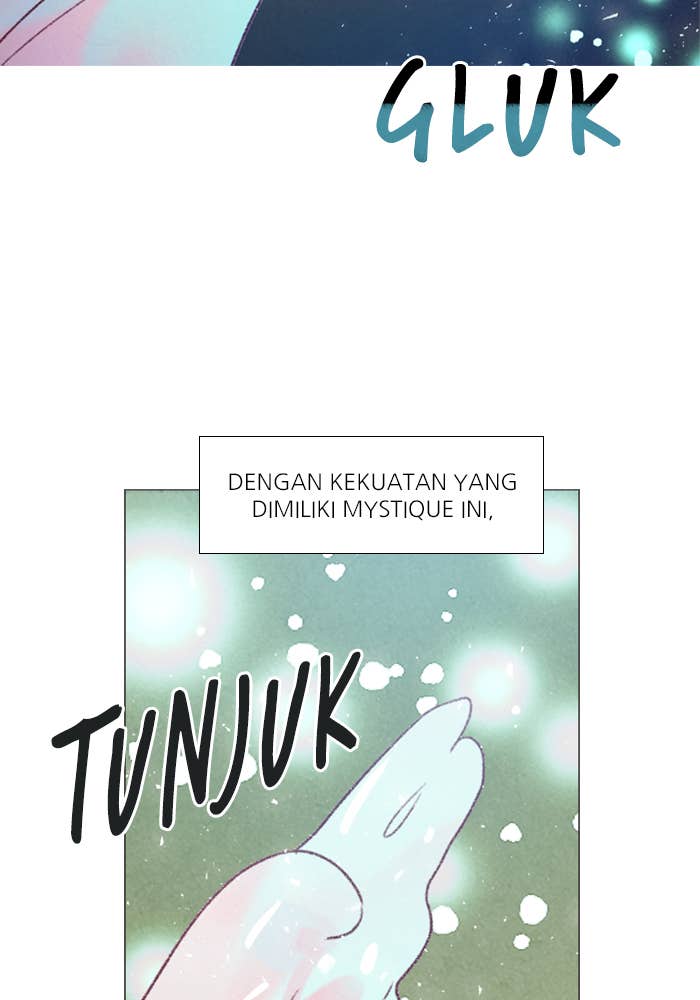 GLUK
DENGAN KEKUATAN YANG
DIMILIKI MYSTIQUE INI,
TUNJUK